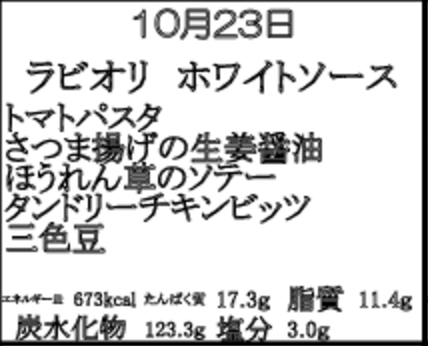 10月23日
ラビオリ ホワイトソース
トマトパスタ
さつま揚げの生姜醤油
ほうれん草のソテー
タンドリーチキンビッツ
三色豆
エネルギー量 673kcal たんぱく質 17.3g 脂質 11.4g
炭水化物 123.3g 塩分 3.0g